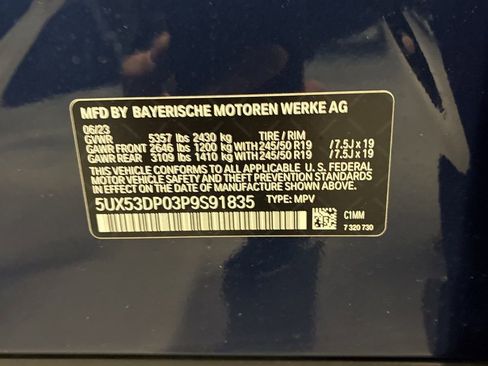 MFD BY BAYERISCHE MOTOREN WERKE AG
06/23
GVWR 5357 lbs 2430 kg TIRE / RIM
GAWR FRONT 2646 lbs 1200 kg WITH 245/50 R19 / 7.5J x 19
GAWR REAR 3109 lbs 1410 kg WITH 245/50 R19 / 7.5J x 19
THIS VEHICLE CONFORMS TO ALL APPLICABLE U.S. FEDERAL
MOTOR VEHICLE SAFETY, BUMPER, AND THEFT PREVENTION
STANDARDS IN EFFECT ON THE DATE OF MANUFACTURE SHOWN ABOVE.
5UX53DP03P9S91835 TYPE: MPV
C1MM
7 320 730